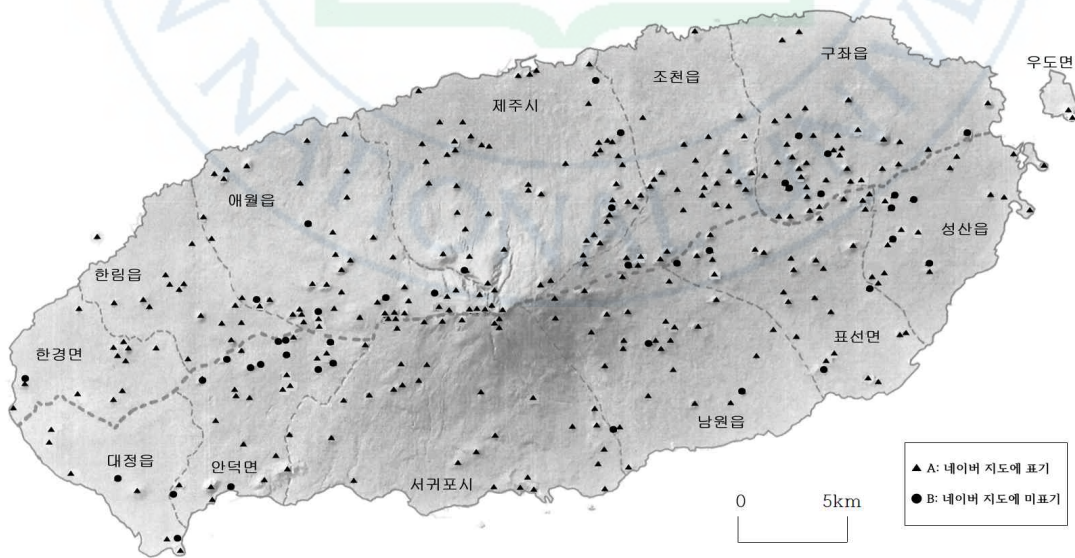 구좌읍
우도면
조천읍
제주시
애월읍
성산읍
한림읍
표선면
한경면
남원읍
대정읍
안덕면
서귀포시
▲ A: 네이버 지도에 표기
● B: 네이버 지도에 미표기
0 5km
NATIONAL UNIVE